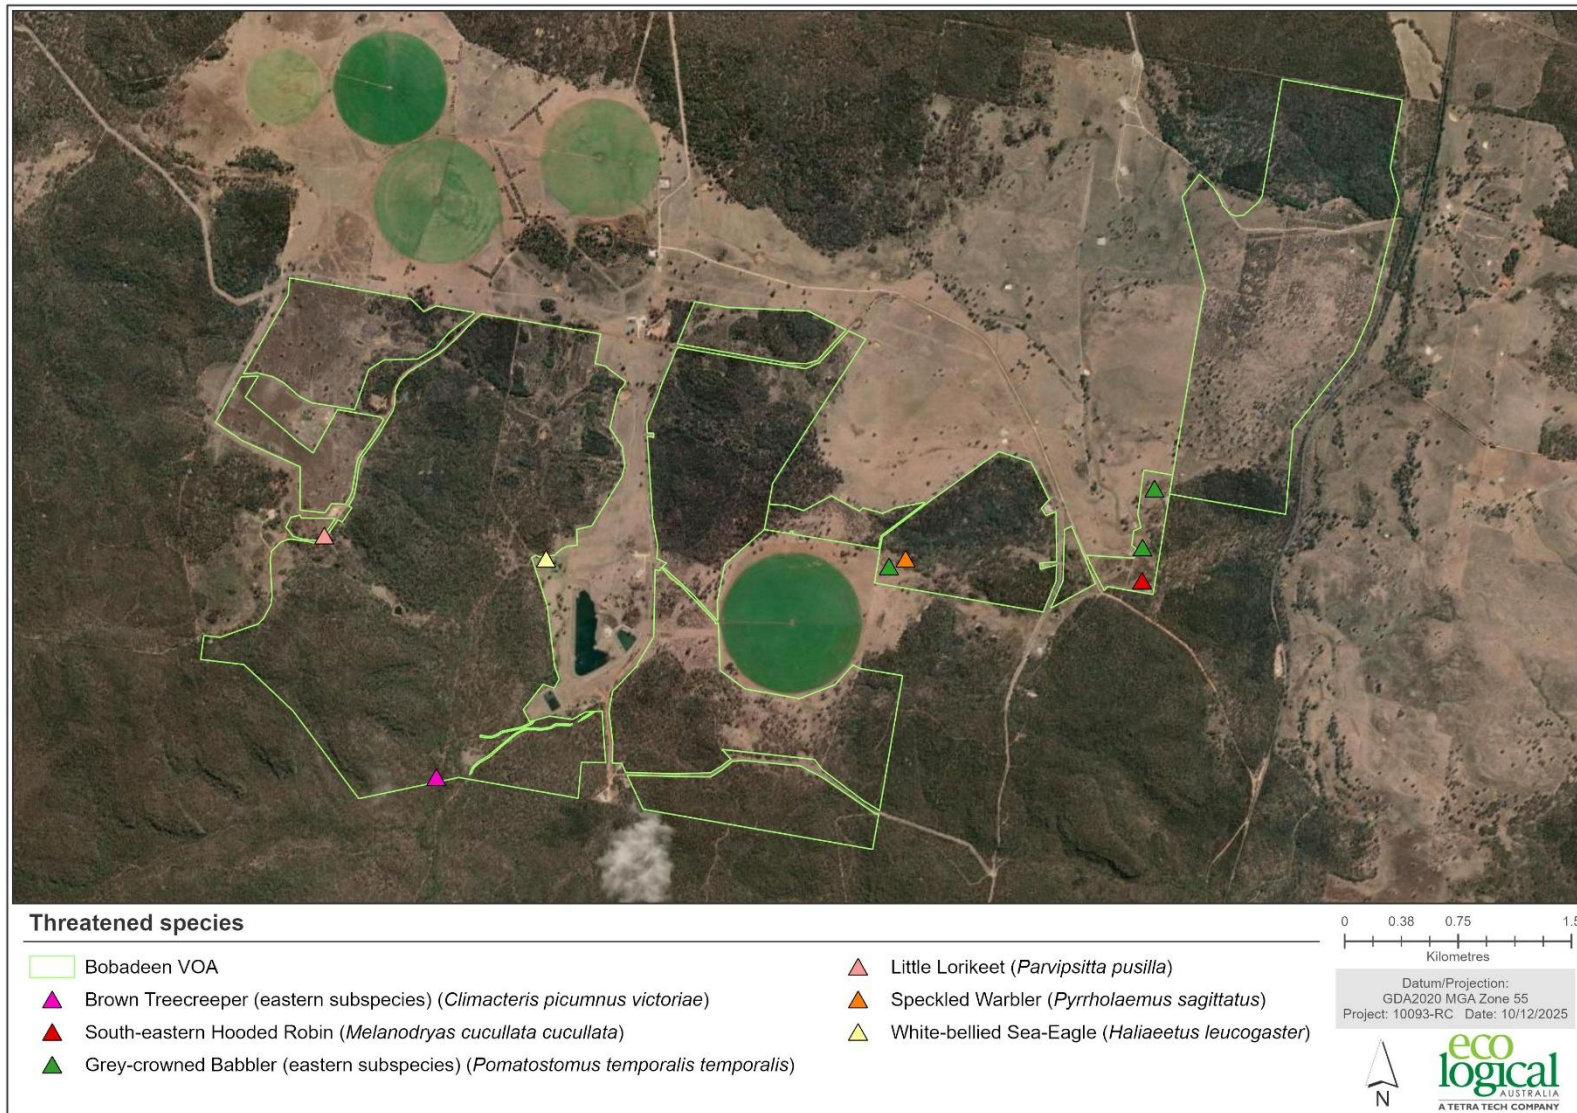 Threatened species
Bobadeen VOA
Brown Treecreeper (eastern subspecies) (Climacteris picumnus victoriae)
South-eastern Hooded Robin (Melanodryas cucullata cucullata)
Grey-crowned Babbler (eastern subspecies) (Pomatostomus temporalis temporalis)
Little Lorikeet (Parvipsitta pusilla)
Speckled Warbler (Pyrrholaemus sagittatus)
White-bellied Sea-Eagle (Haliaeetus leucogaster)
0 0.38 0.75 1.5
Kilometres
Datum/Projection:
GDA2020 MGA Zone 55
Project: 10093-RC Date: 10/12/2025
N
eco
logical
AUSTRALIA
A TETRA TECH COMPANY